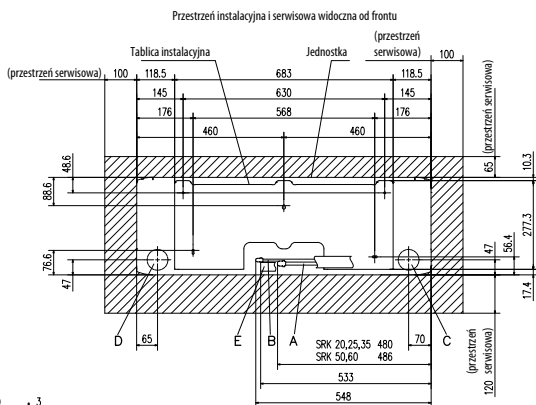 Przestrzeń instalacyjna i serwisowa widoczna od frontu
(przestrzeń
serwisowa)
Tablica instalacyjna
Jednostka
(przestrzeń serwisowa)
100
118.5
683
118.5
100
145
630
145
176
568
176
460
460
48.6
88.6
76.6
47
65 (przestrzeń serwisowa)
10.3
277.3
47
56.4
17.4
D
E
B
A
C
65
70
SRK 20,25,35 480
SRK 50,60 486
533
548
120 (przestrzeń serwisowa)
3